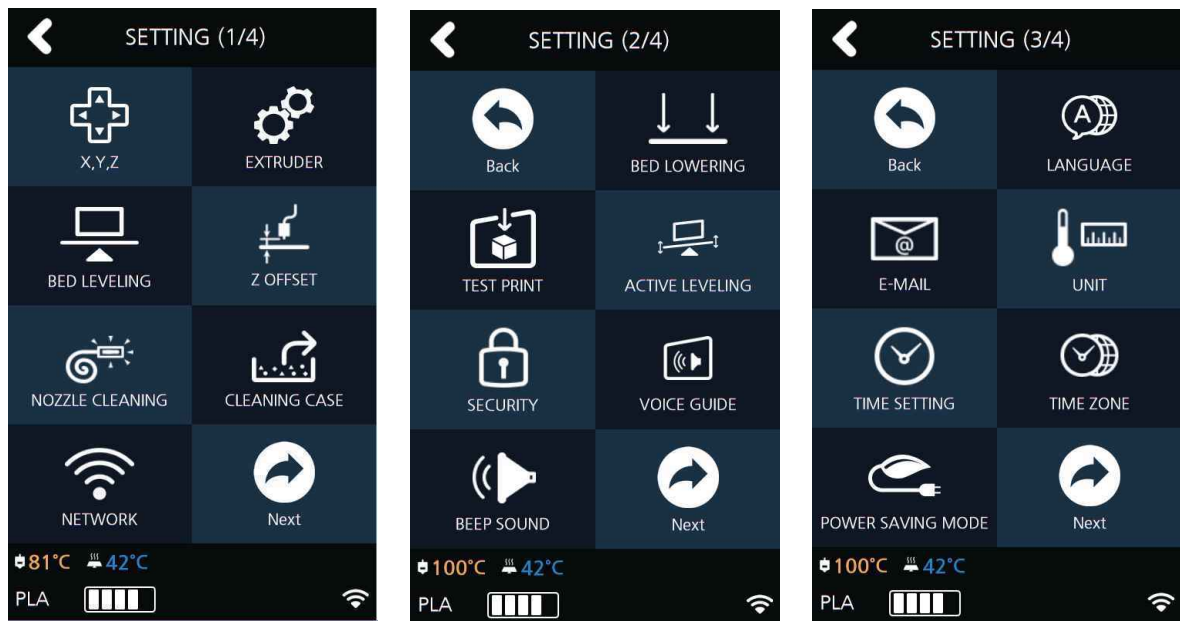 SETTING (1/4)
X,Y,Z
EXTRUDER
BED LEVELING
Z OFFSET
NOZZLE CLEANING
CLEANING CASE
NETWORK
Next
81°C
42°C
PLA
SETTING (2/4)
Back
BED LOWERING
TEST PRINT
ACTIVE LEVELING
SECURITY
VOICE GUIDE
BEEP SOUND
Next
100°C
42°C
PLA
SETTING (3/4)
Back
A
LANGUAGE
@
E-MAIL
UNIT
TIME SETTING
TIME ZONE
POWER SAVING MODE
Next
100°C
42°C
PLA